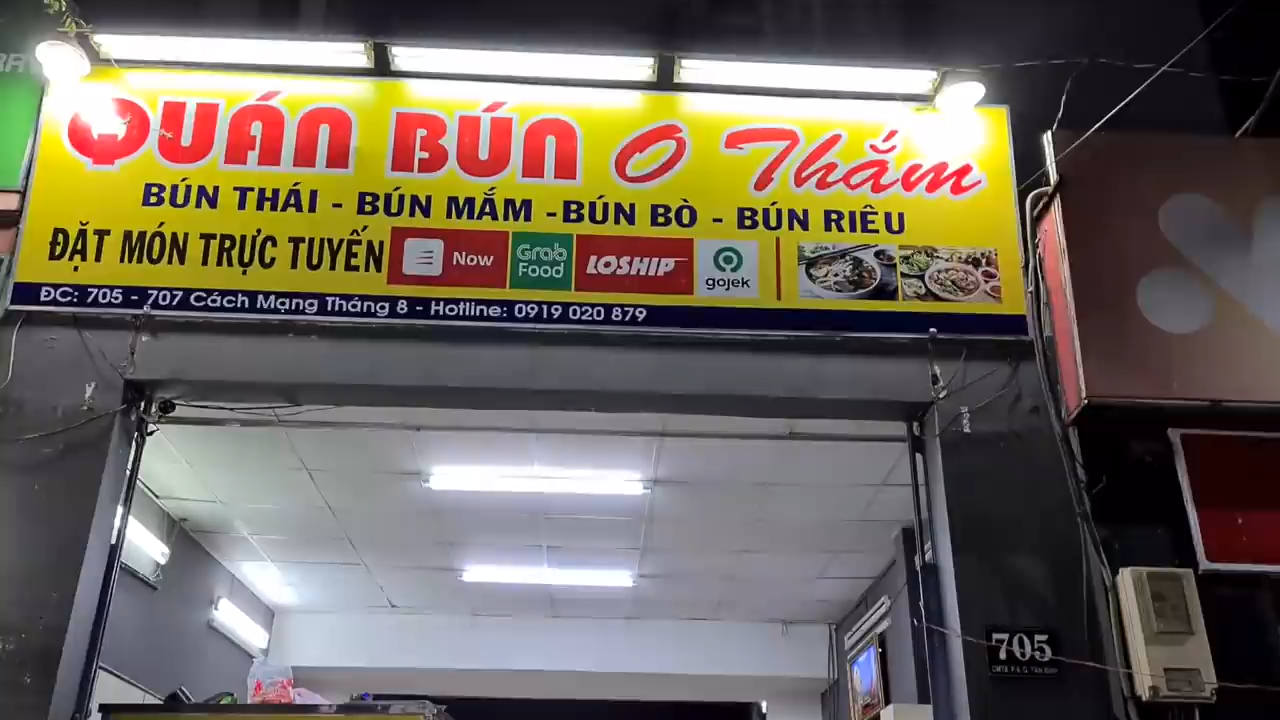 QUÁN BÚN O Thắm
BÚN THÁI - BÚN MẮM -BÚN BÒ - BÚN RIÊU
ĐẶT MÓN TRỰC TUYẾN
Now
Grab
Food
LOSHIP
gojek
ĐC: 705 - 707 Cách Mạng Tháng 8 - Hotline: 0919 020 879
705